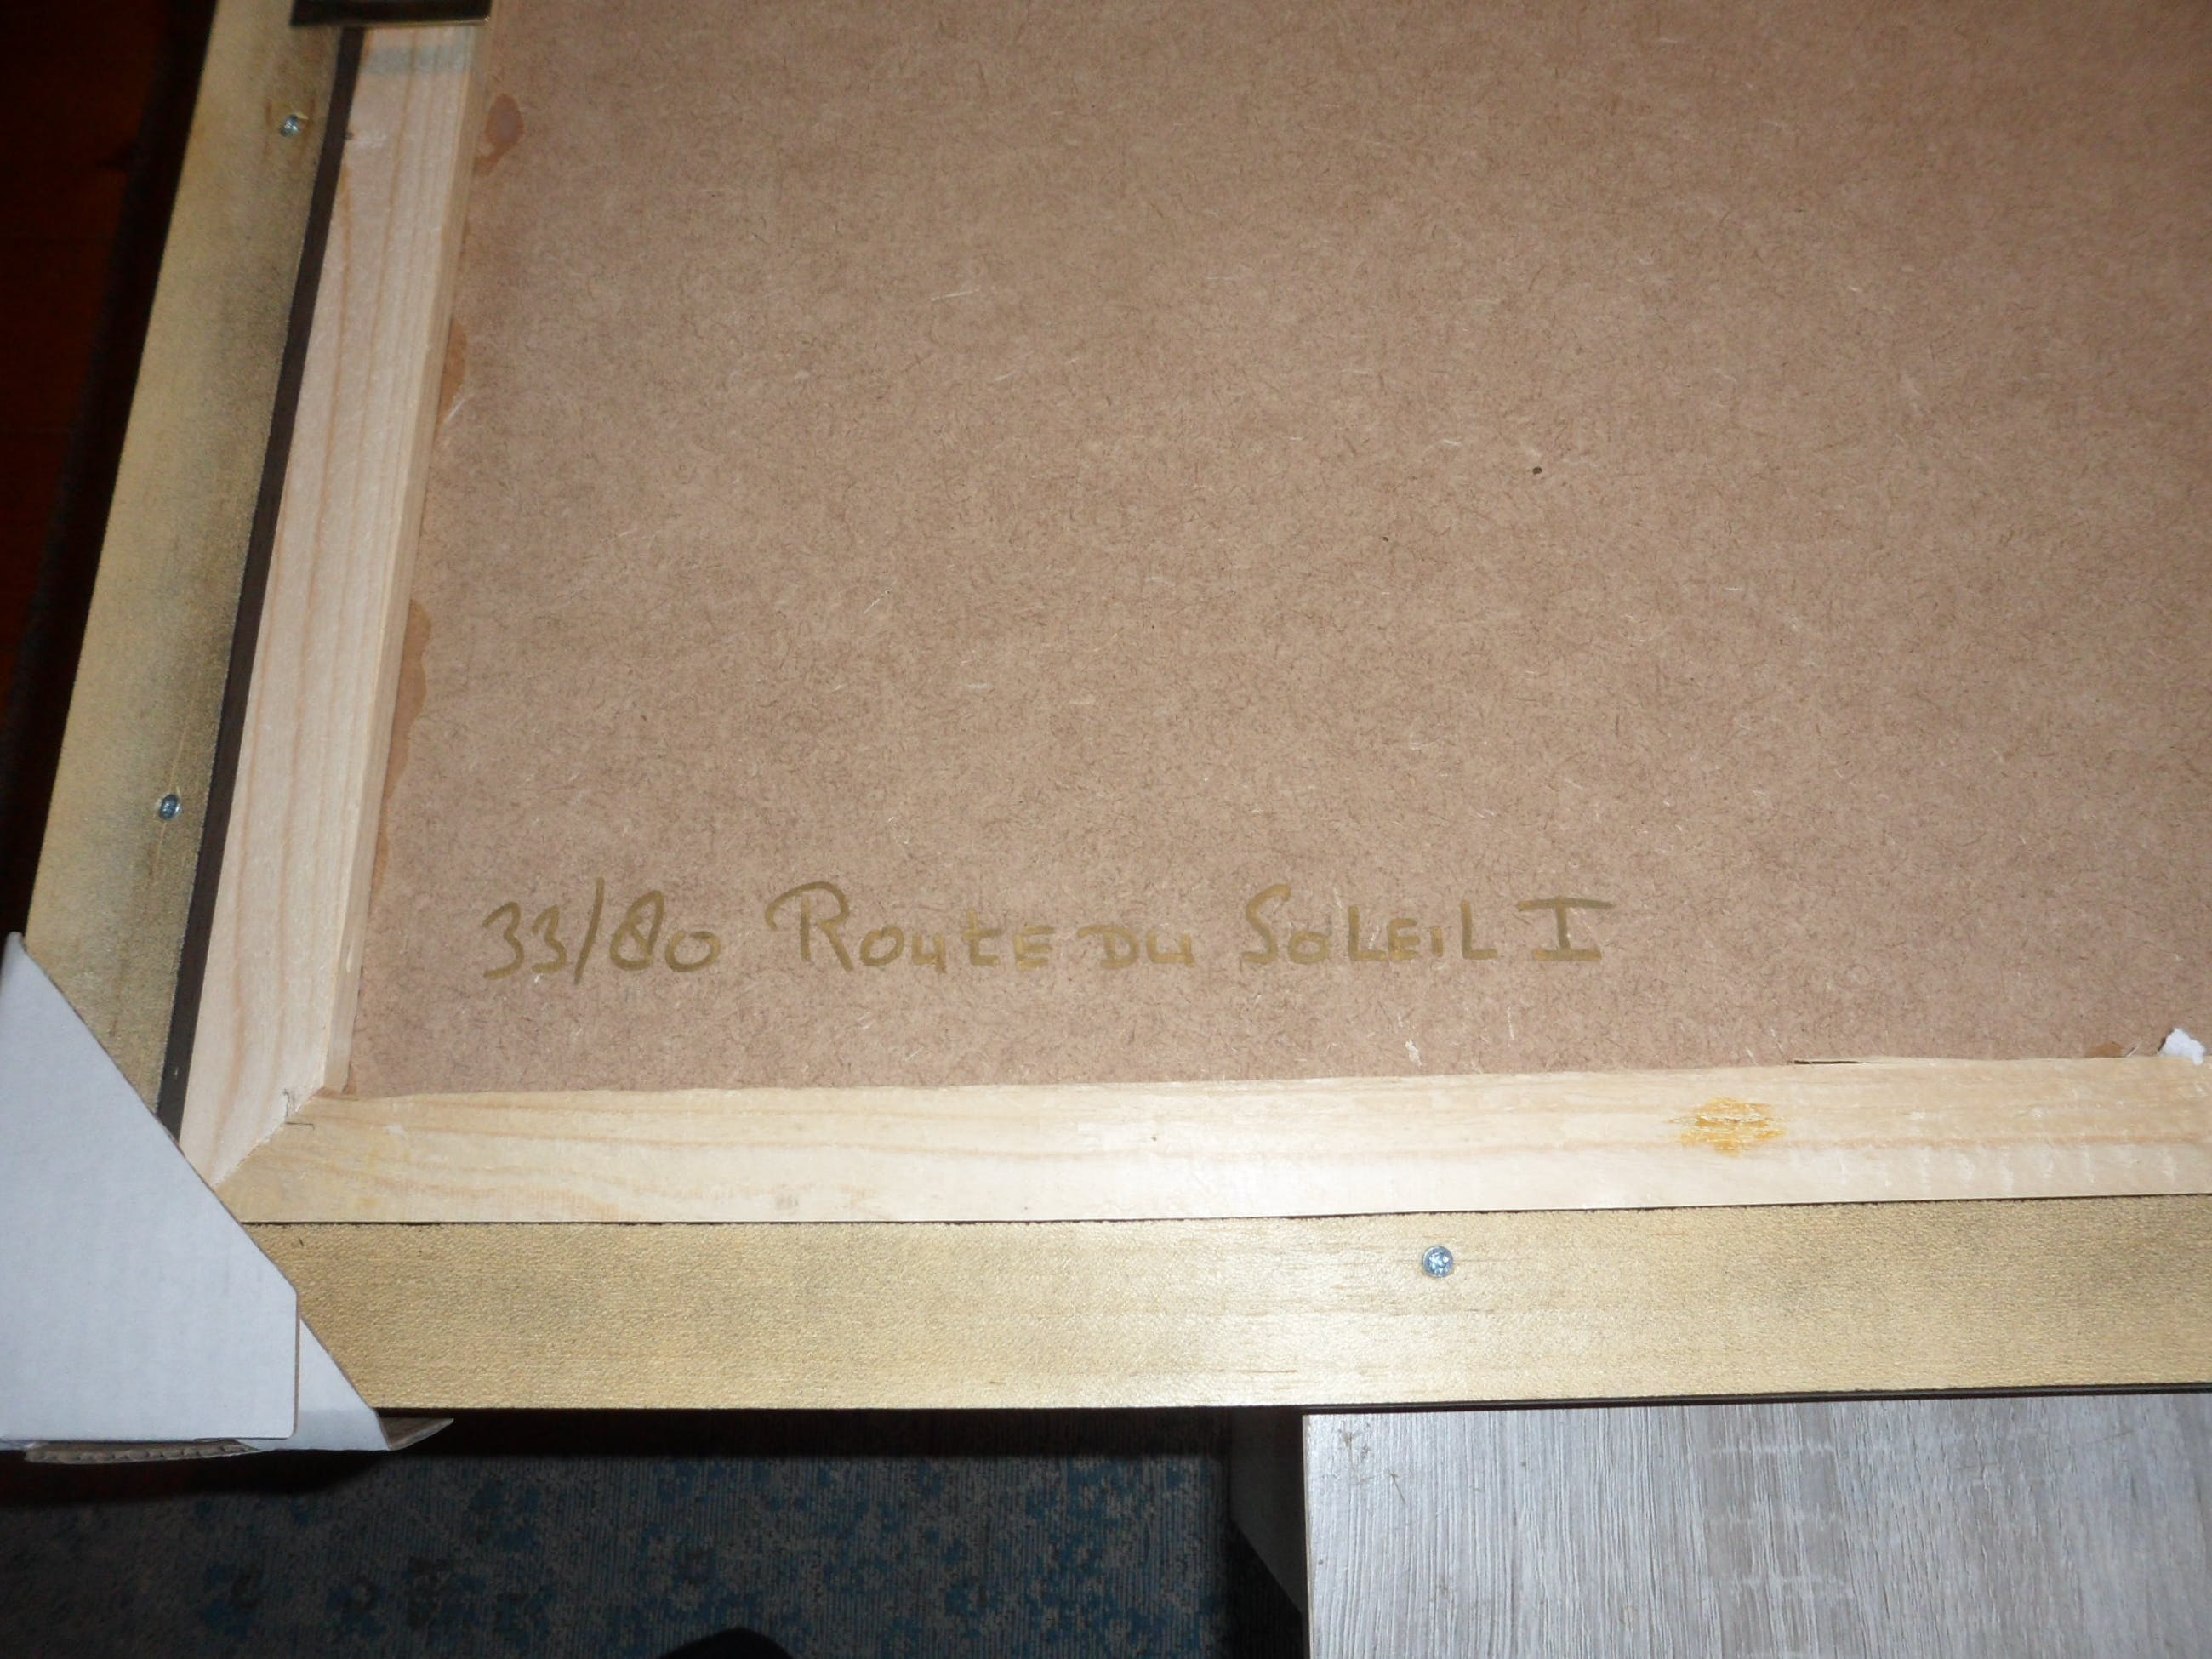 33/80 ROUTE DU SOLEIL I